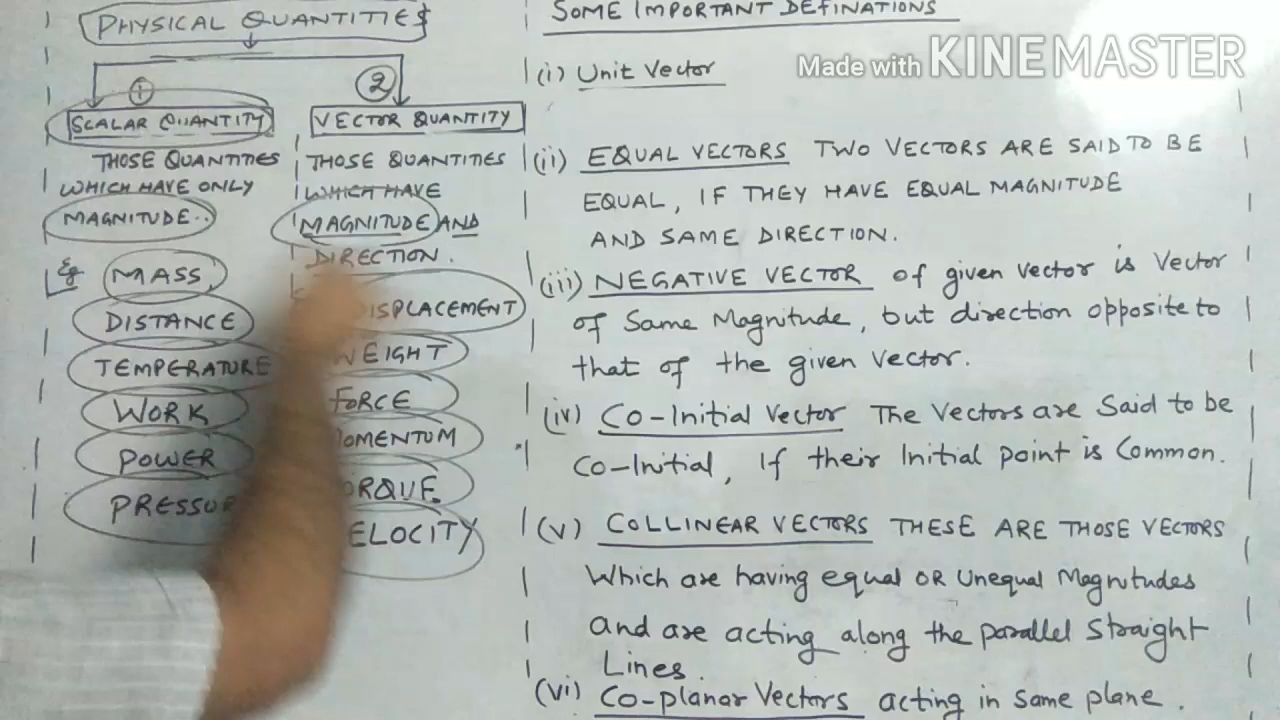 PHYSICAL QUANTITIES
1
SCALAR QUANTITY
THOSE QUANTITIES
WHICH HAVE ONLY
MAGNITUDE..
Eg MASS,
DISTANCE
TEMPERATURE
WORK
POWER
2
VECTOR QUANTITY
THOSE QUANTITIES
WHICH HAVE
MAGNITUDE AND
DIRECTION.
FORCE
SOME IMPORTANT DEFINATIONS
Made with KINEMASTER
(i) Unit Vector
(ii) EQUAL VECTORS TWO VECTORS ARE SAID TO BE
EQUAL, IF THEY HAVE EQUAL MAGNITUDE
AND SAME DIRECTION.
(iii) NEGATIVE VECTOR of given vector is Vector
of Same Magnitude, but direction opposite to
that of the given vector.
(iv) Co-Initial Vector The Vectors are Said to be
Co-Initial, If their Initial point is Common.
(v) COLLINEAR VECTORS THESE ARE THOSE VECTORS
Which are having equal OR Unequal Magnitudes
and are acting along the parallel Straight
Lines.
(vi) Co-planar Vectors acting in same plane.